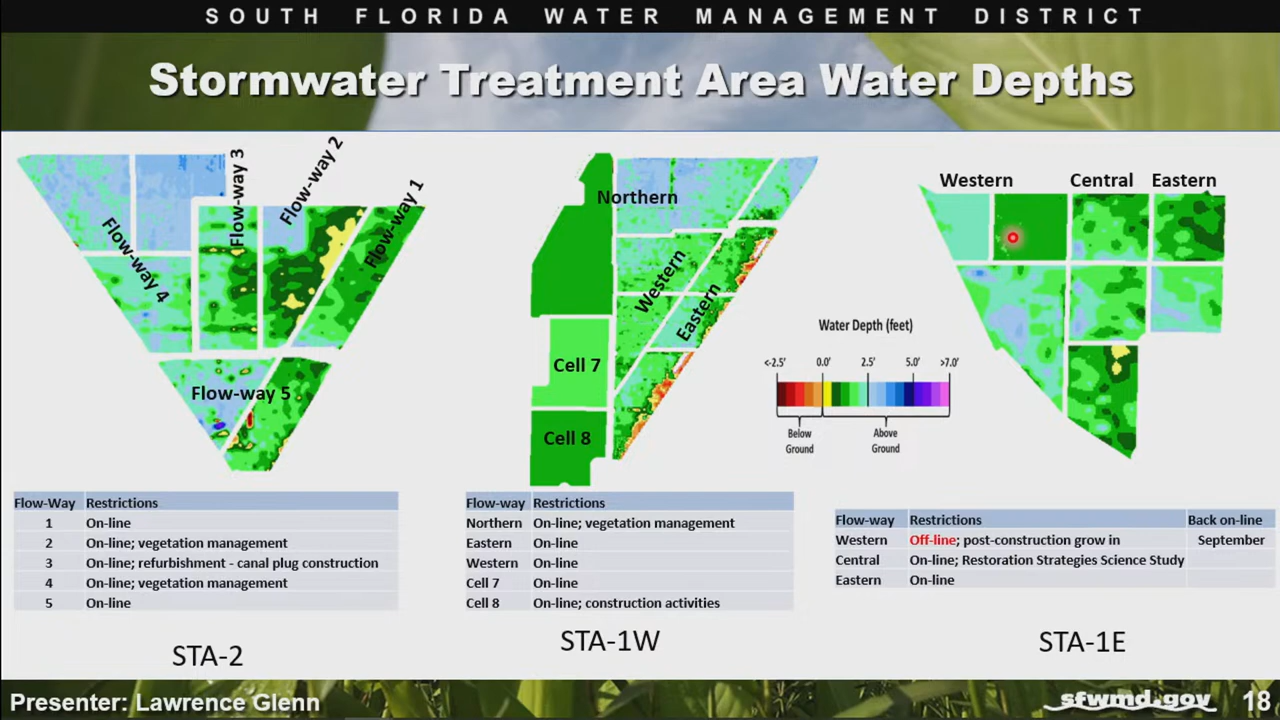 SOUTH FLORIDA WATER MANAGEMENT DISTRICT
Stormwater Treatment Area Water Depths
Flow-way 3
Flow-way 2
Flow-way 1
Flow-way 4
Flow-way 5
Northern
Western
Eastern
Cell 7
Cell 8
Western Central Eastern
Water Depth (feet)
<-2.5' 0.0' 2.5' 5.0' >7.0'
Below Ground
Above Ground
Flow-Way Restrictions
1 On-line
2 On-line; vegetation management
3 On-line; refurbishment - canal plug construction
4 On-line; vegetation management
5 On-line
STA-2
Flow-way Restrictions
Northern On-line; vegetation management
Eastern On-line
Western On-line
Cell 7 On-line
Cell 8 On-line; construction activities
STA-1W
Flow-way Restrictions Back on-line
Western Off-line; post-construction grow in September
Central On-line; Restoration Strategies Science Study
Eastern On-line
STA-1E
Presenter: Lawrence Glenn
sfwmd.gov
18